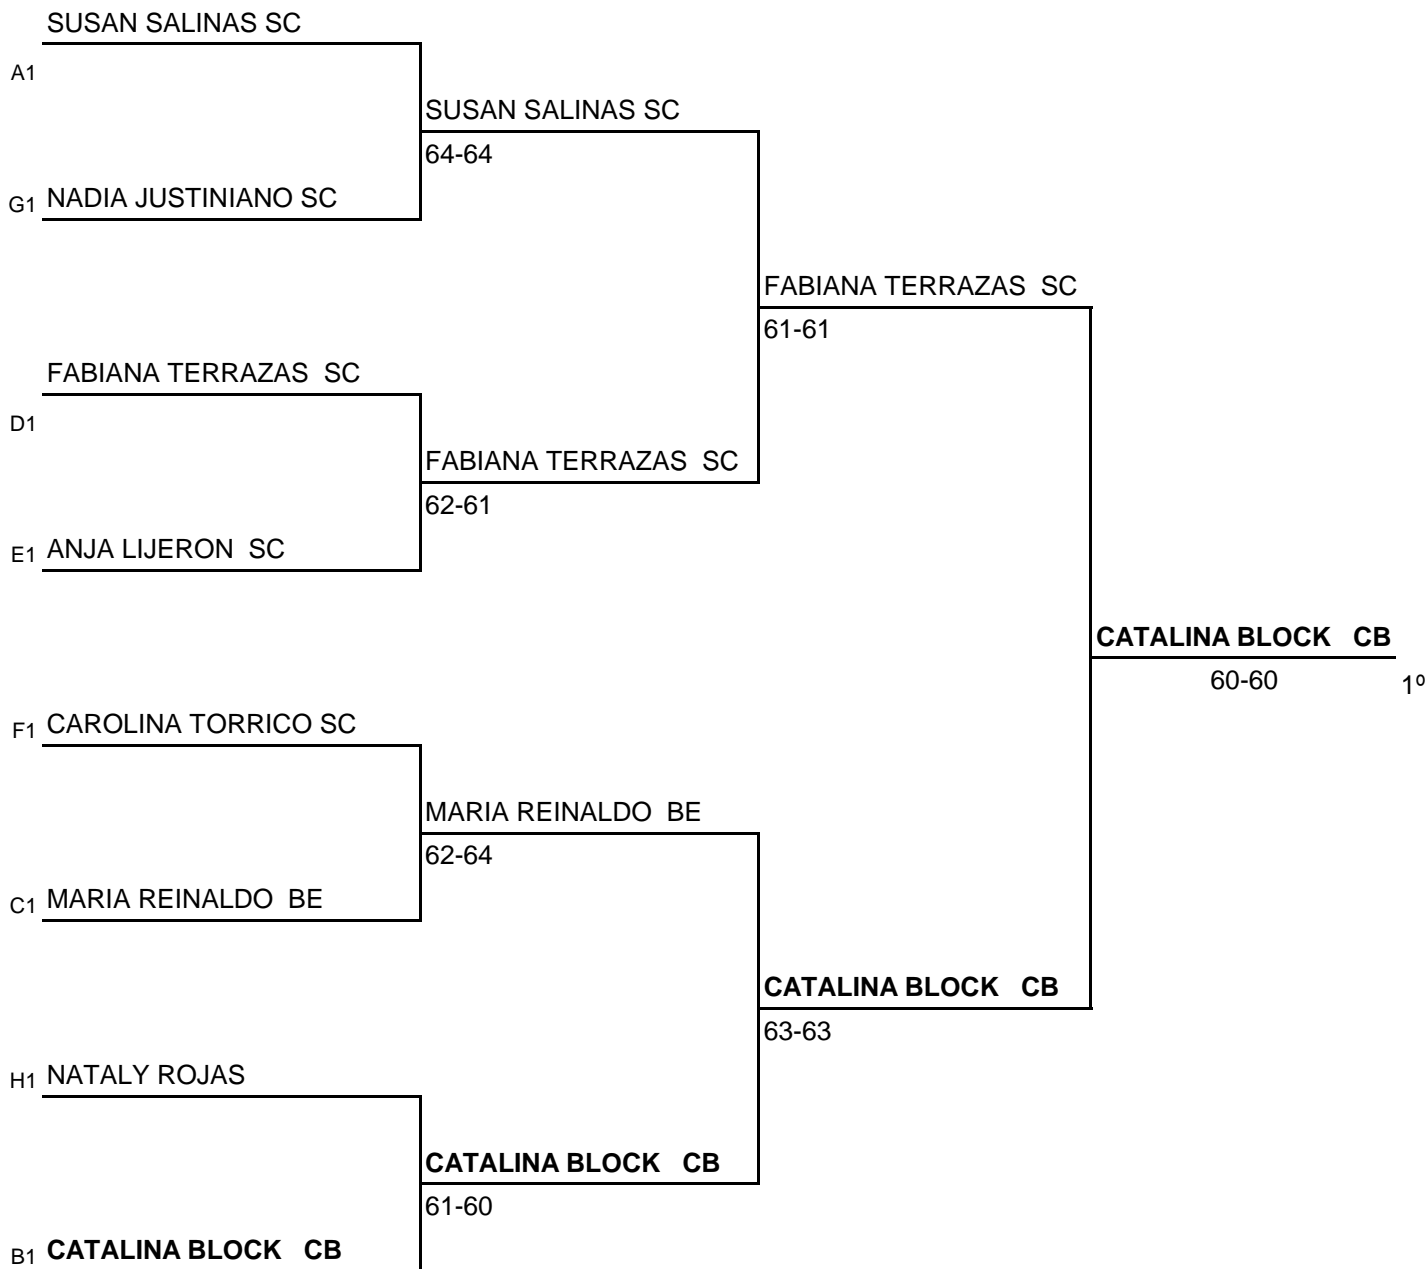 SUSAN SALINAS SC
A1
SUSAN SALINAS SC
64-64
G1 NADIA JUSTINIANO SC
FABIANA TERRAZAS  SC
61-61
FABIANA TERRAZAS  SC
D1
FABIANA TERRAZAS  SC
62-61
E1 ANJA LIJERON  SC
CATALINA BLOCK   CB
60-60 1º
F1 CAROLINA TORRICO SC
MARIA REINALDO  BE
62-64
C1 MARIA REINALDO  BE
CATALINA BLOCK   CB
63-63
H1 NATALY ROJAS
CATALINA BLOCK   CB
61-60
B1 CATALINA BLOCK   CB